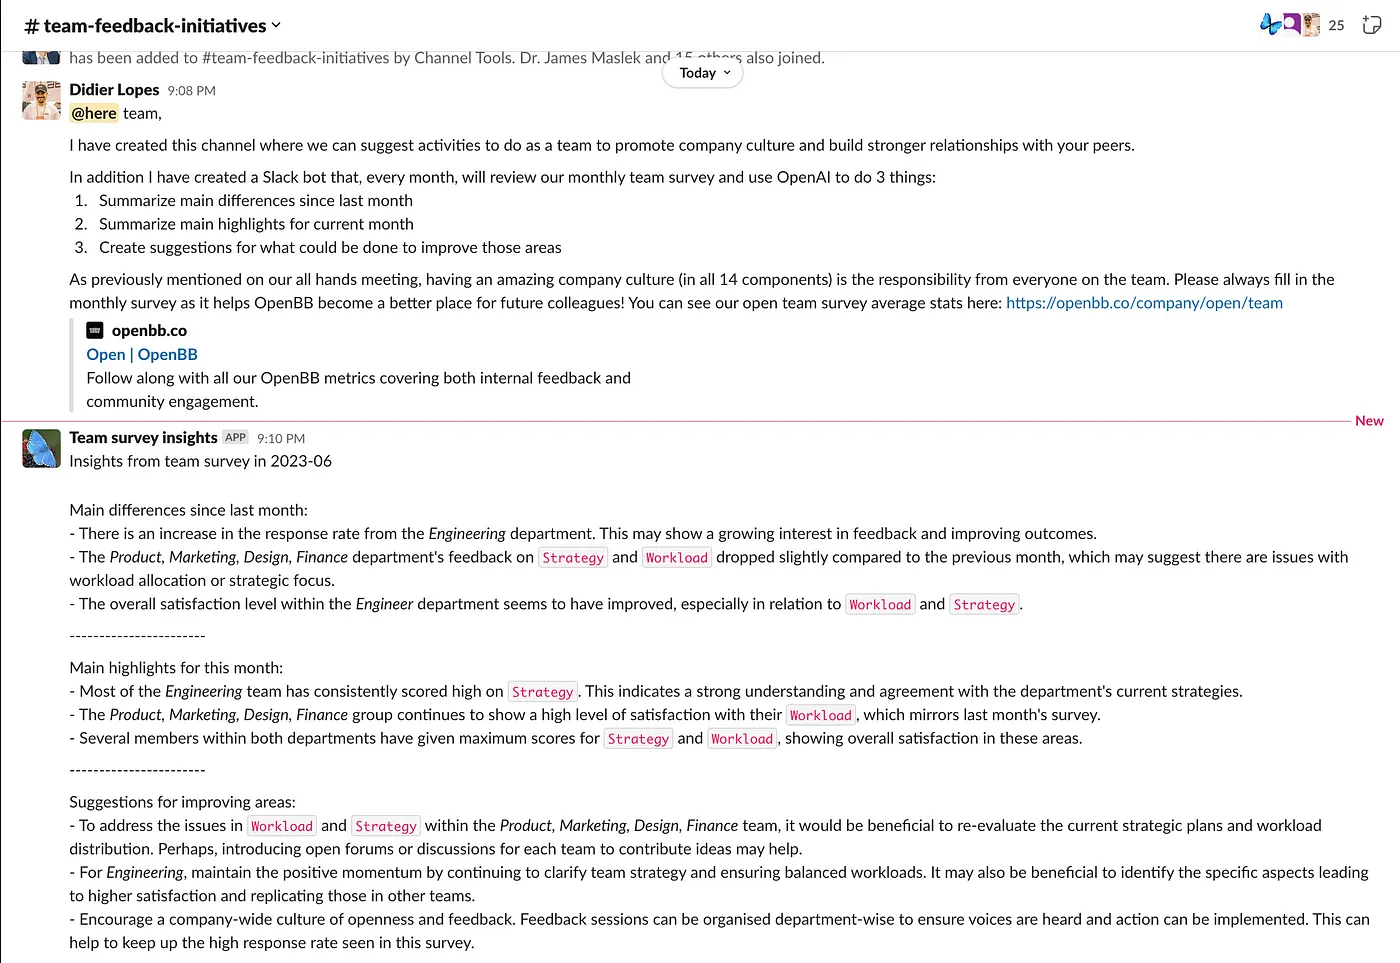 # team-feedback-initiatives
25
has been added to #team-feedback-initiatives by Channel Tools. Dr. James Maslek and 15 others also joined.
Today
Didier Lopes 9:08 PM
@here team,
I have created this channel where we can suggest activities to do as a team to promote company culture and build stronger relationships with your peers.
In addition I have created a Slack bot that, every month, will review our monthly team survey and use OpenAI to do 3 things:
1. Summarize main differences since last month
2. Summarize main highlights for current month
3. Create suggestions for what could be done to improve those areas
As previously mentioned on our all hands meeting, having an amazing company culture (in all 14 components) is the responsibility from everyone on the team. Please always fill in the
monthly survey as it helps OpenBB become a better place for future colleagues! You can see our open team survey average stats here: https://openbb.co/company/open/team
openbb.co
Open | OpenBB
Follow along with all our OpenBB metrics covering both internal feedback and
community engagement.
New
Team survey insights APP 9:10 PM
Insights from team survey in 2023-06
Main differences since last month:
- There is an increase in the response rate from the Engineering department. This may show a growing interest in feedback and improving outcomes.
- The Product, Marketing, Design, Finance department's feedback on Strategy and Workload dropped slightly compared to the previous month, which may suggest there are issues with
workload allocation or strategic focus.
- The overall satisfaction level within the Engineer department seems to have improved, especially in relation to Workload and Strategy.
-----------------------
Main highlights for this month:
- Most of the Engineering team has consistently scored high on Strategy. This indicates a strong understanding and agreement with the department's current strategies.
- The Product, Marketing, Design, Finance group continues to show a high level of satisfaction with their Workload, which mirrors last month's survey.
- Several members within both departments have given maximum scores for Strategy and Workload, showing overall satisfaction in these areas.
-----------------------
Suggestions for improving areas:
- To address the issues in Workload and Strategy within the Product, Marketing, Design, Finance team, it would be beneficial to re-evaluate the current strategic plans and workload
distribution. Perhaps, introducing open forums or discussions for each team to contribute ideas may help.
- For Engineering, maintain the positive momentum by continuing to clarify team strategy and ensuring balanced workloads. It may also be beneficial to identify the specific aspects leading
to higher satisfaction and replicating those in other teams.
- Encourage a company-wide culture of openness and feedback. Feedback sessions can be organised department-wise to ensure voices are heard and action can be implemented. This can
help to keep up the high response rate seen in this survey.